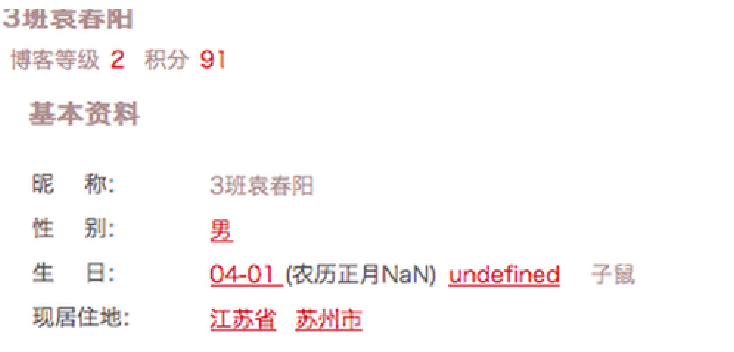 3班袁春阳
博客等级 2 积分 91
基本资料
昵 称: 3班袁春阳
性 别: 男
生 日: 04-01 (农历正月NaN) undefined 子鼠
现居住地: 江苏省 苏州市